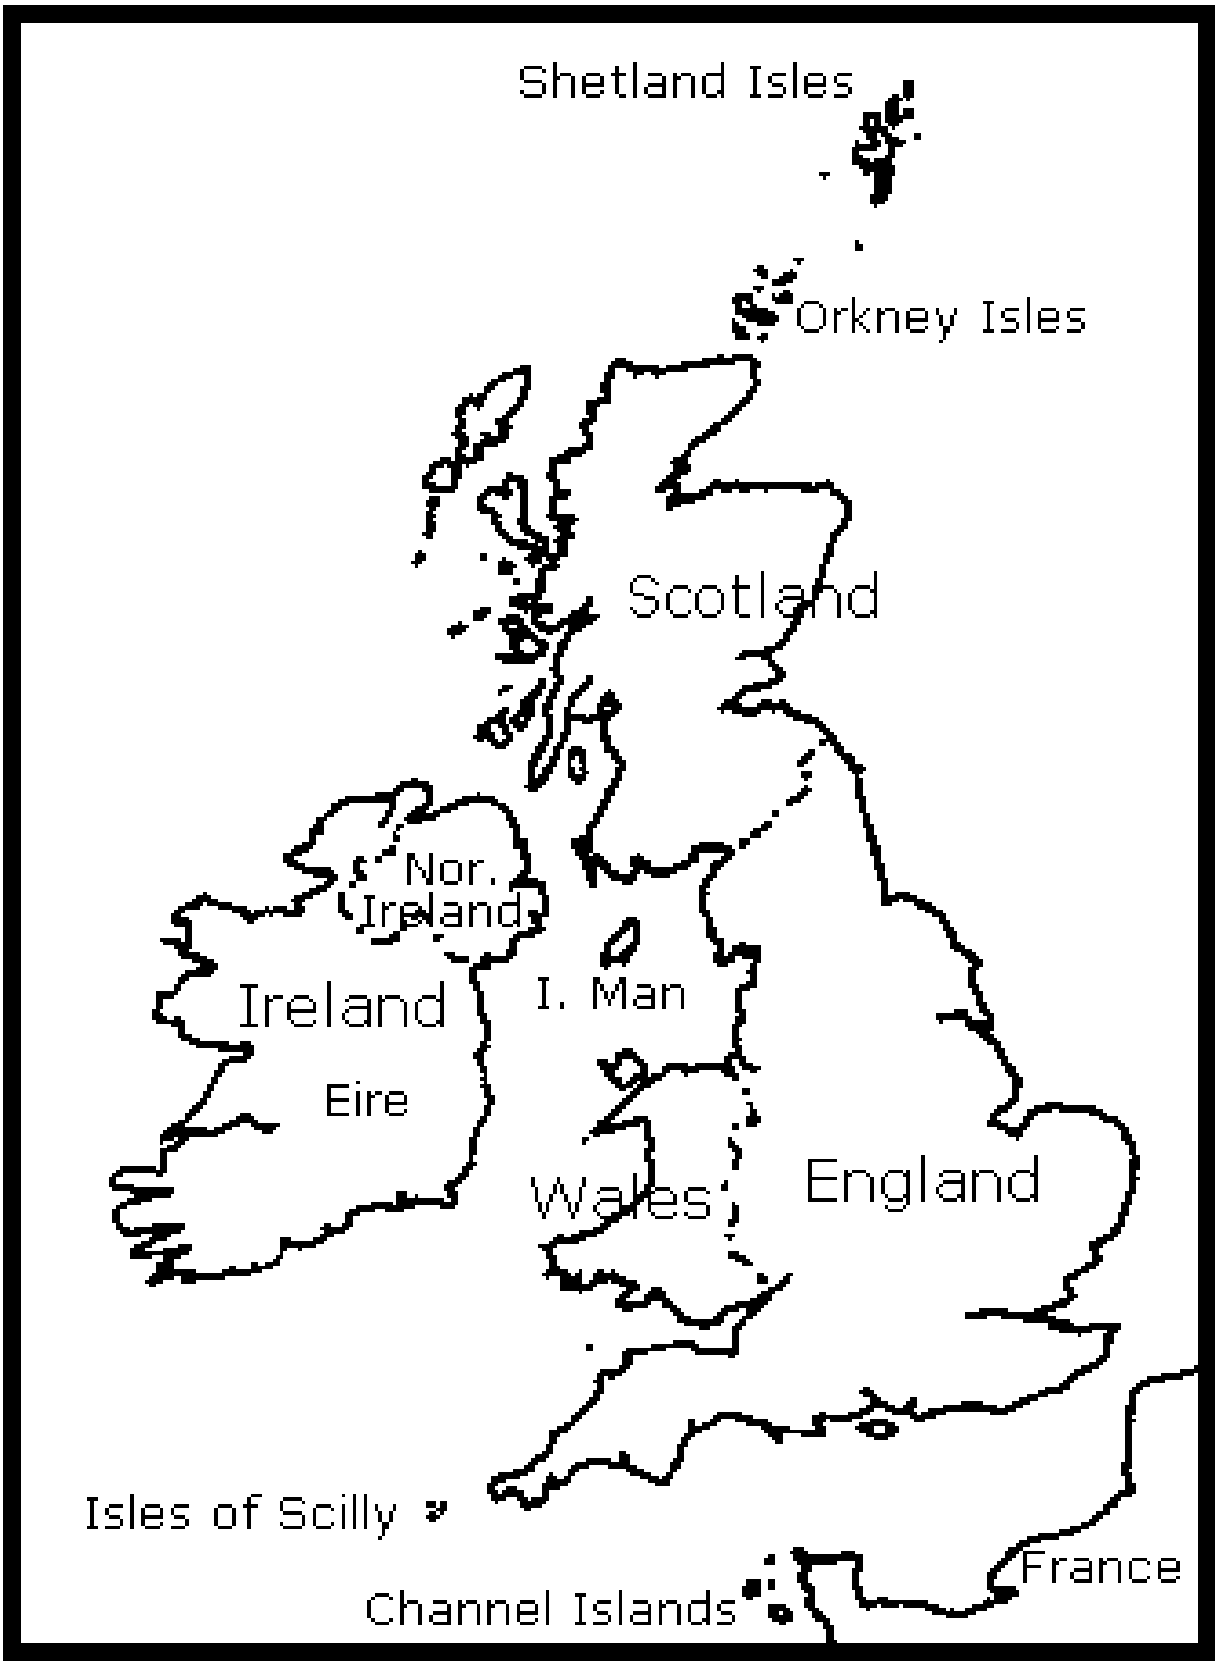 Shetland Isles
Orkney Isles
Scotland
Nor.
Ireland
I. Man
Ireland
Eire
Wales
England
Isles of Scilly
France
Channel Islands